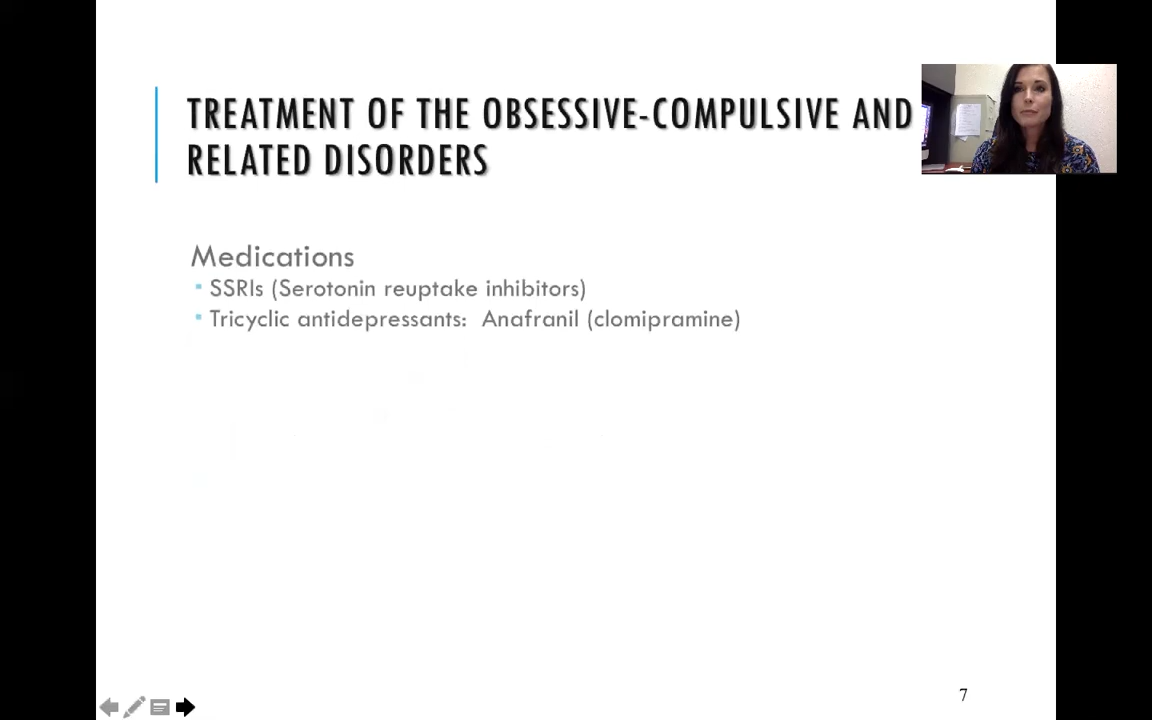 TREATMENT OF THE OBSESSIVE-COMPULSIVE AND
RELATED DISORDERS
Medications
▪ SSRIs (Serotonin reuptake inhibitors)
▪ Tricyclic antidepressants: Anafranil (clomipramine)
7